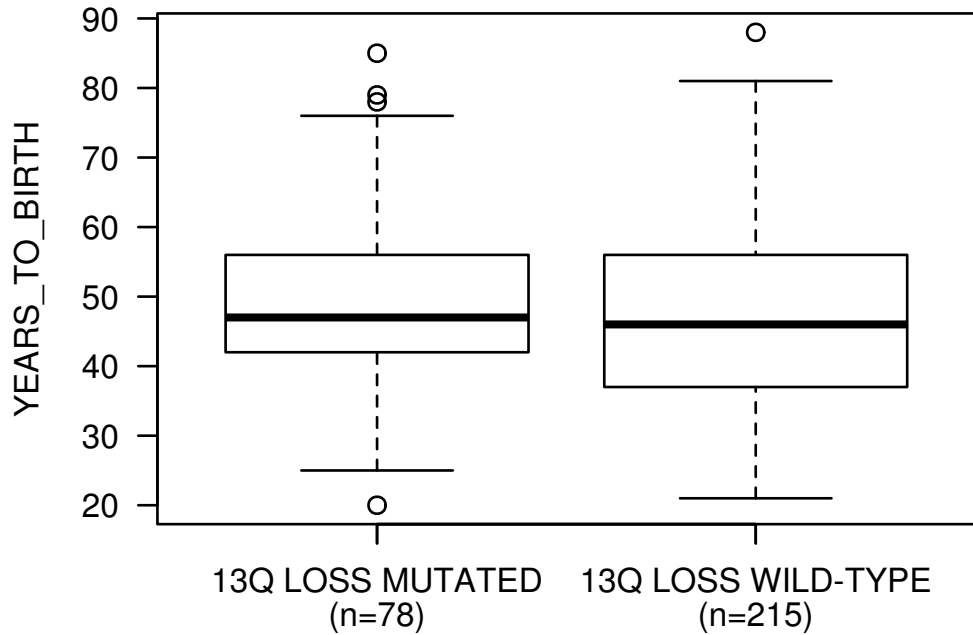 YEARS_TO_BIRTH
90
80
70
60
50
40
30
20
13Q LOSS MUTATED
(n=78)
13Q LOSS WILD-TYPE
(n=215)